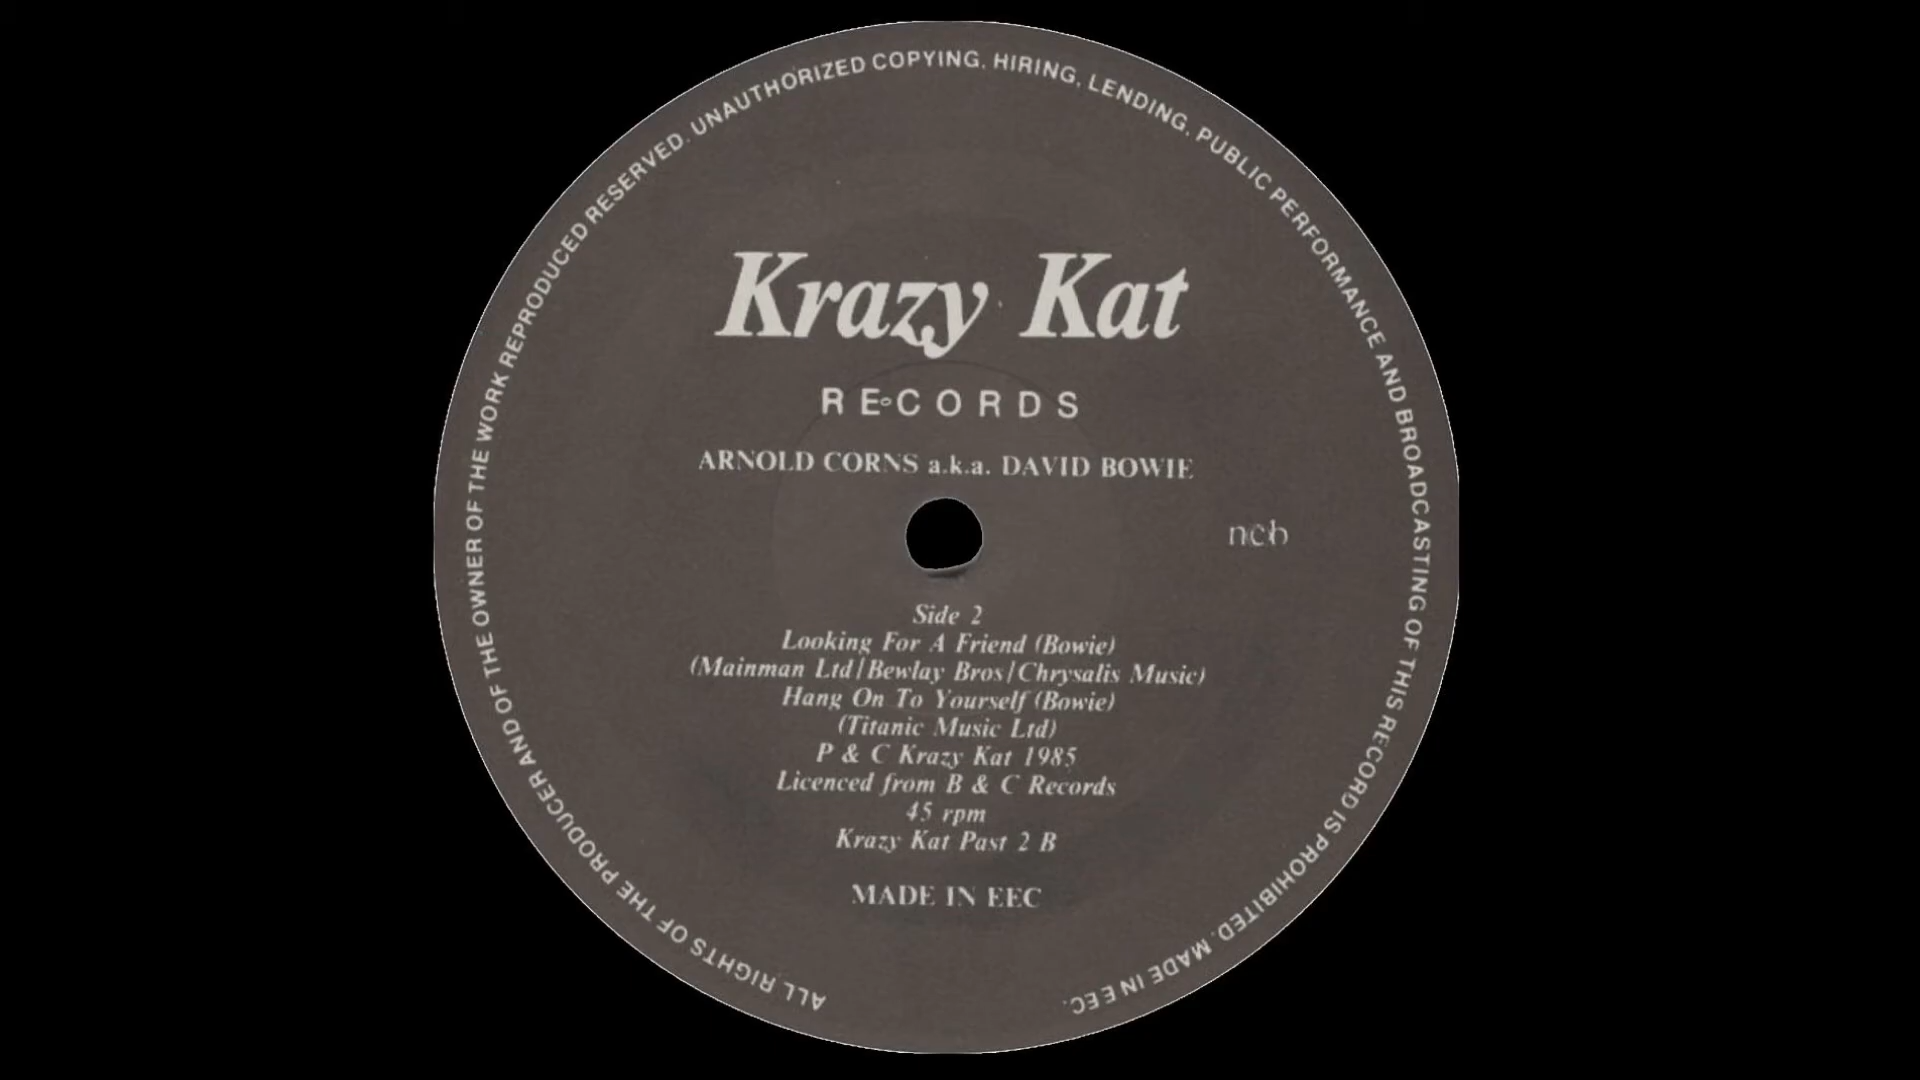 ALL RIGHTS OF THE PRODUCER AND OF THE OWNER OF THE WORK REPRODUCED RESERVED. UNAUTHORIZED COPYING, HIRING, LENDING, PUBLIC PERFORMANCE AND BROADCASTING OF THIS RECORD IS PROHIBITED. MADE IN EEC.
Krazy Kat
RECORDS
ARNOLD CORNS a.k.a. DAVID BOWIE
ncb
Side 2
Looking For A Friend (Bowie)
(Mainman Ltd/Bewlay Bros/Chrysalis Music)
Hang On To Yourself (Bowie)
(Titanic Music Ltd)
P & C Krazy Kat 1985
Licenced from B & C Records
45 rpm
Krazy Kat Past 2 B
MADE IN EEC